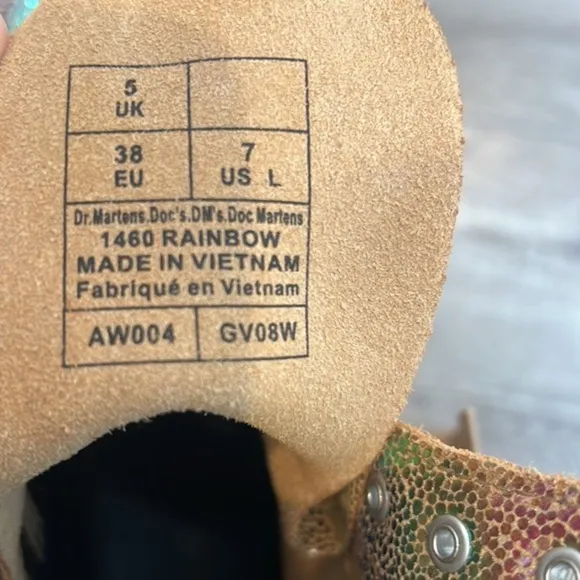 5
UK
38
EU
7
US L
Dr.Martens.Doc's.DM's.Doc Martens
1460 RAINBOW
MADE IN VIETNAM
Fabriqué en Vietnam
AW004
GV08W